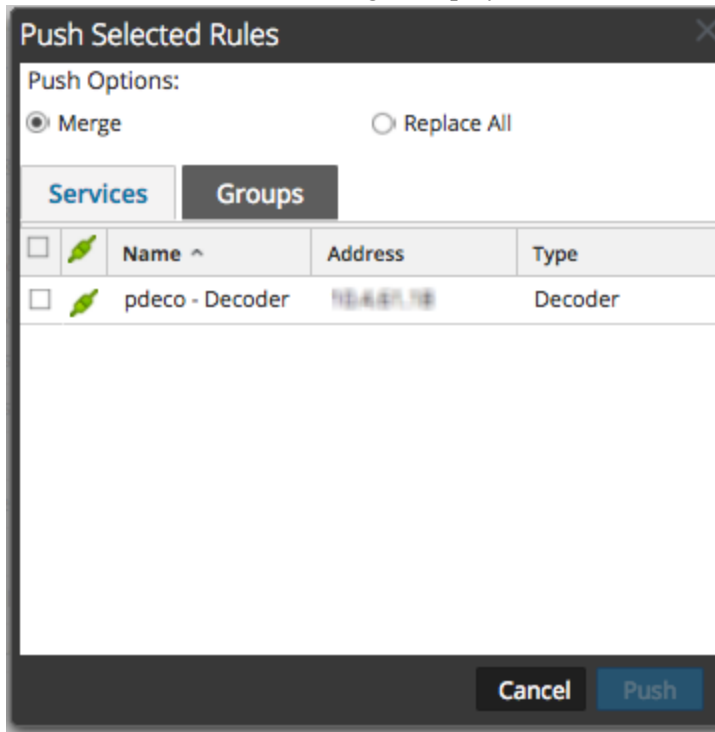 Push Selected Rules
Push Options:
Merge Replace All
Services Groups
Name Address Type
pdeco - Decoder Decoder
Cancel Push